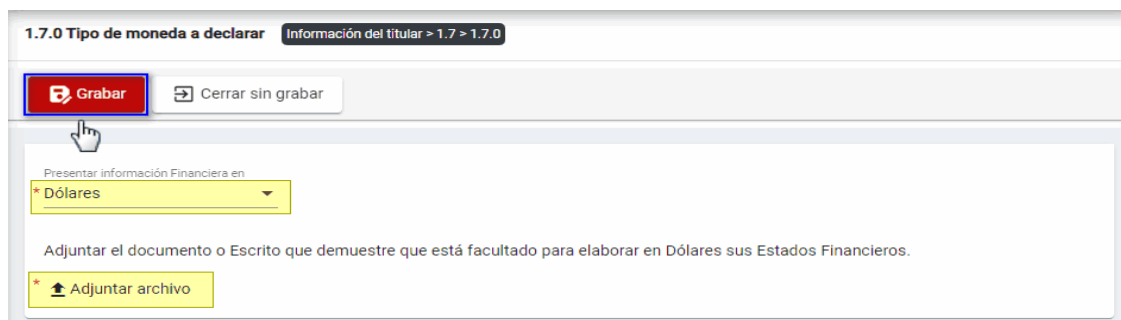 1.7.0 Tipo de moneda a declarar Información del titular > 1.7 > 1.7.0
Grabar Cerrar sin grabar
Presentar información Financiera en
* Dólares
Adjuntar el documento o Escrito que demuestre que está facultado para elaborar en Dólares sus Estados Financieros.
* Adjuntar archivo